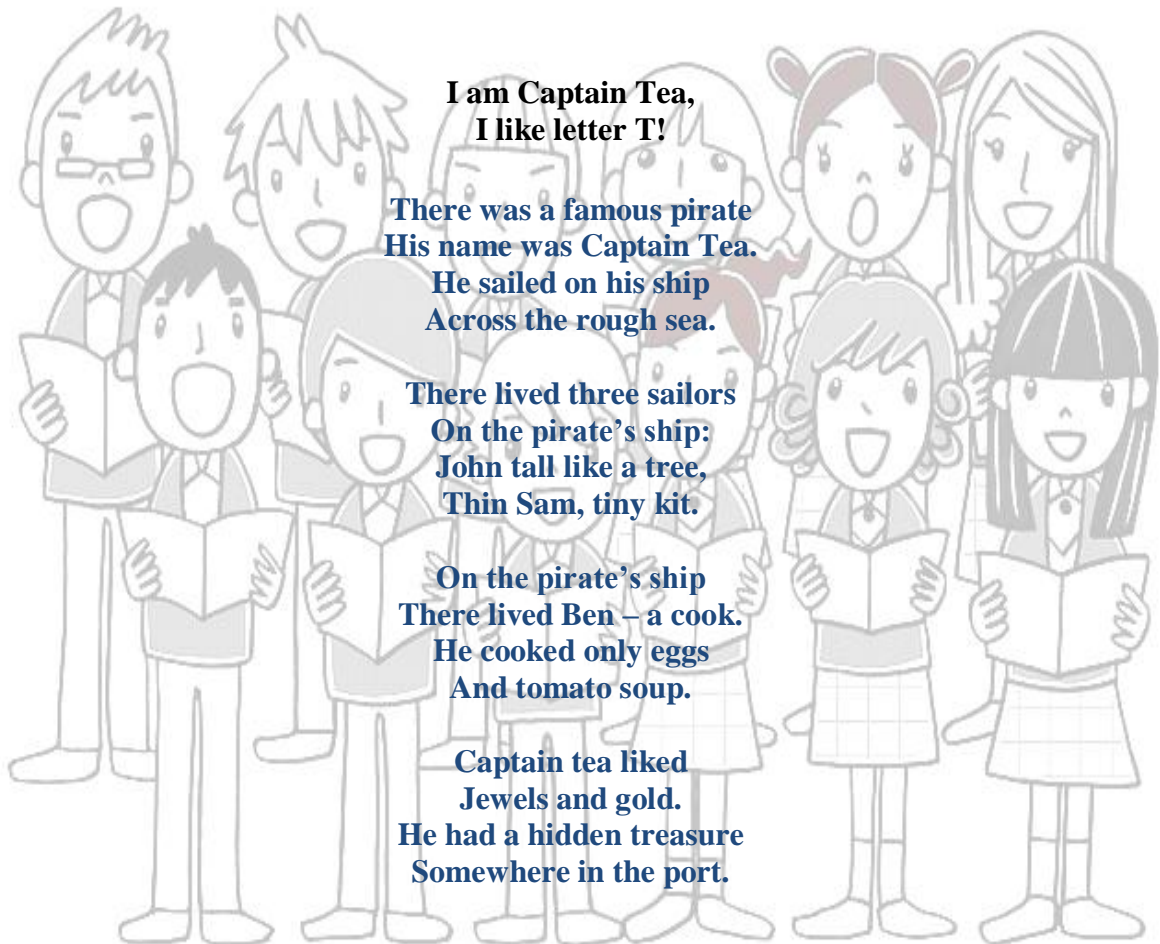 I am Captain Tea,
I like letter T!
There was a famous pirate
His name was Captain Tea.
He sailed on his ship
Across the rough sea.
There lived three sailors
On the pirate’s ship:
John tall like a tree,
Thin Sam, tiny kit.
On the pirate’s ship
There lived Ben – a cook.
He cooked only eggs
And tomato soup.
Captain tea liked
Jewels and gold.
He had a hidden treasure
Somewhere in the port.